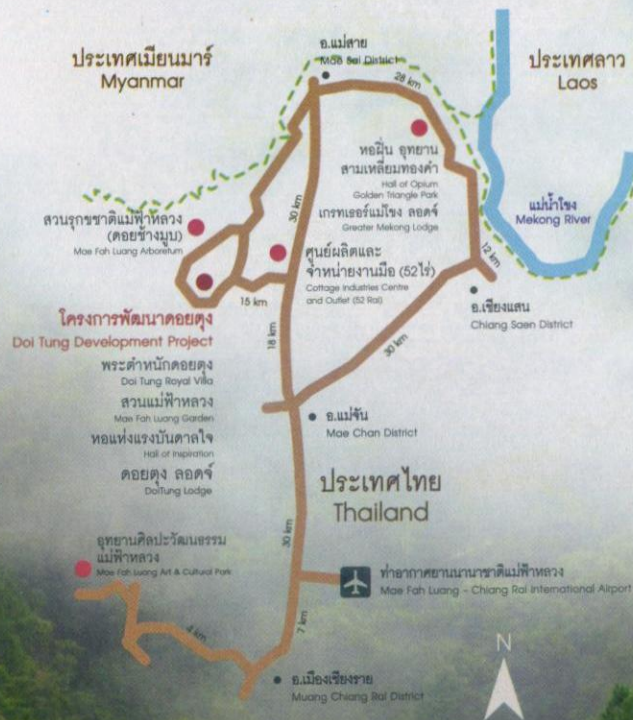 ประเทศเมียนมาร์
Myanmar
อ.แม่สาย
Mae Sai District
ประเทศลาว
Laos
28 km
หอฝิ่น อุทยาน
สามเหลี่ยมทองคำ
Hall of Opium
Golden Triangle Park
เกรทเธอร์แม่โขง ลอดจ์
Greater Mekong Lodge
แม่น้ำโขง
Mekong River
30 km
สวนรุกขชาติแม่ฟ้าหลวง
(ดอยช้างมูบ)
Mae Fah Luang Arboretum
ศูนย์ผลิตและ
จำหน่ายงานมือ (52ไร่)
Cottage Industries Centre
and Outlet (52 Rai)
12 km
15 km
อ.เชียงแสน
Chiang Saen District
โครงการพัฒนาดอยตุง
Doi Tung Development Project
18 km
30 km
พระตำหนักดอยตุง
Doi Tung Royal Villa
สวนแม่ฟ้าหลวง
Mae Fah Luang Garden
หอแห่งแรงบันดาลใจ
Hall of Inspiration
ดอยตุง ลอดจ์
DoiTung Lodge
อ.แม่จัน
Mae Chan District
ประเทศไทย
Thailand
อุทยานศิลปะวัฒนธรรม
แม่ฟ้าหลวง
Mae Fah Luang Art & Cultural Park
30 km
ท่าอากาศยานนานาชาติแม่ฟ้าหลวง
Mae Fah Luang - Chiang Rai International Airport
4 km
7 km
N
อ.เมืองเชียงราย
Muang Chiang Rai District